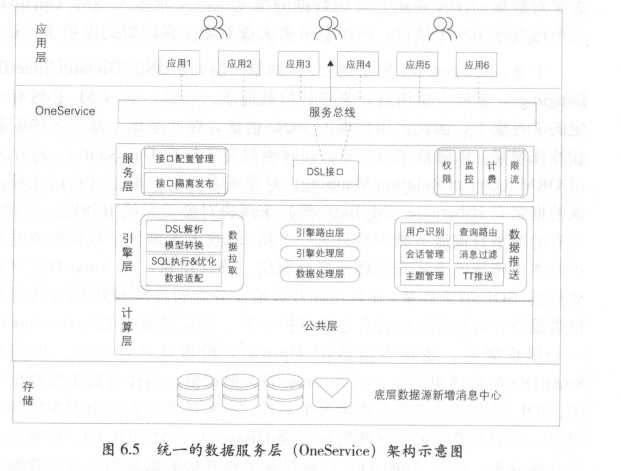 应用层
应用1 应用2 应用3 应用4 应用5 应用6
OneService
服务总线
服务层
接口配置管理
接口隔离发布
DSL接口
权限 监控 计费 限流
引擎层
DSL解析
模型转换
SQL执行&优化
数据适配
数据拉取
引擎路由层
引擎处理层
数据处理层
用户识别 查询路由
会话管理 消息过滤
主题管理 TT推送
数据推送
计算层
公共层
存储
底层数据源新增消息中心
图 6.5 统一的数据服务层（OneService）架构示意图